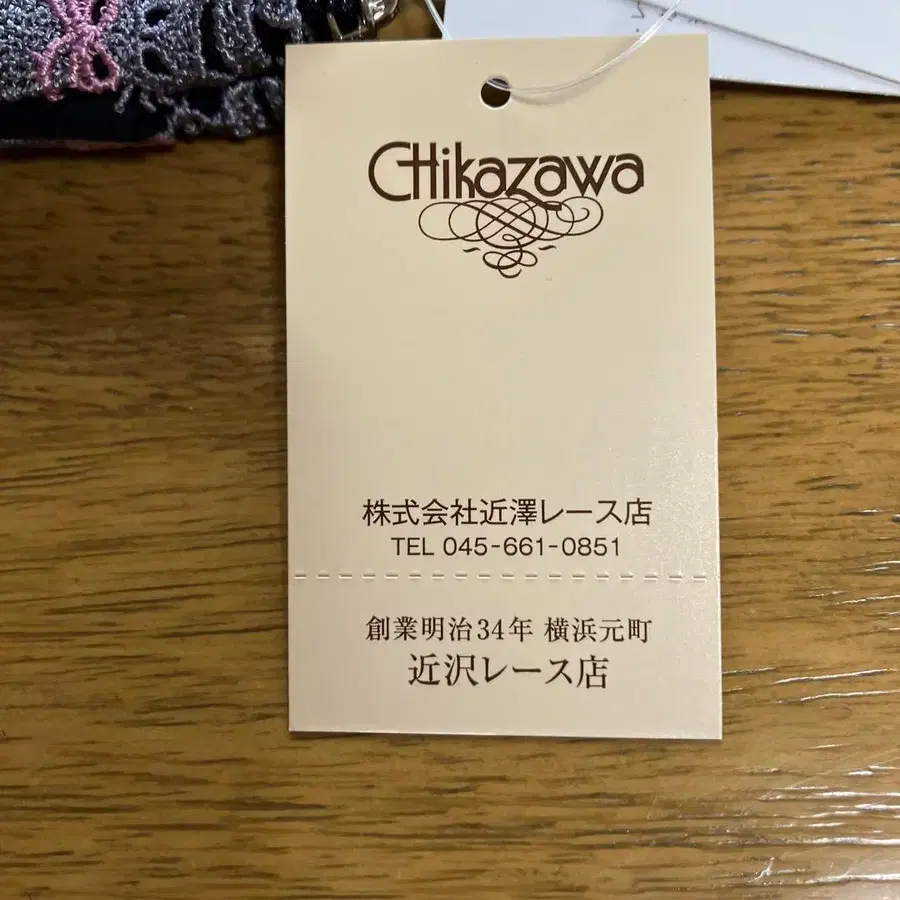 CHikazawa
株式会社近澤レース店
TEL 045-661-0851
創業明治34年 横浜元町
近沢レース店